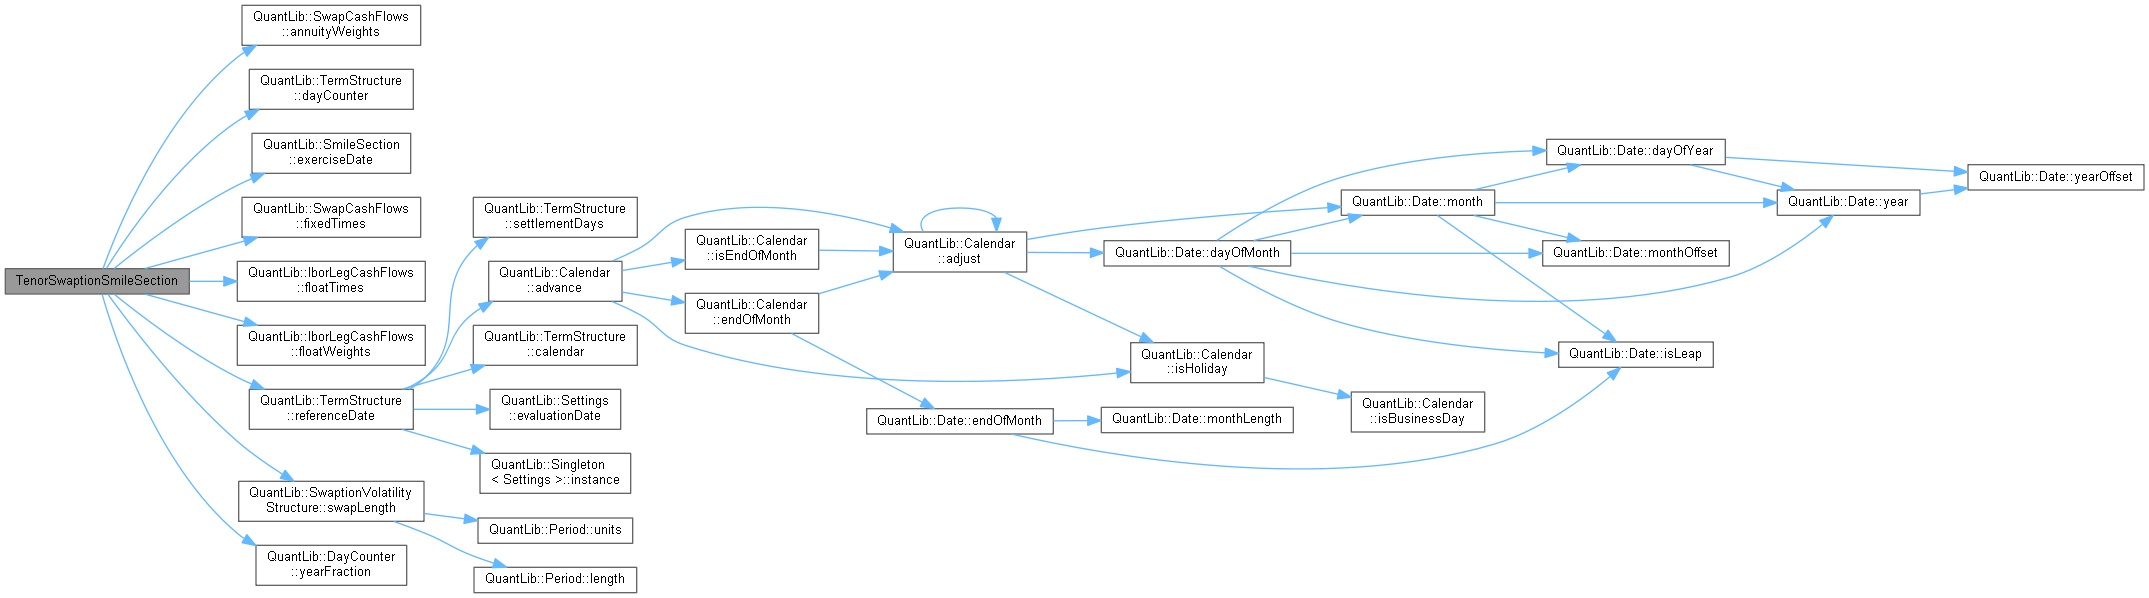 TenorSwaptionSmileSection
QuantLib::SwapCashFlows
::annuityWeights
QuantLib::TermStructure
::dayCounter
QuantLib::SmileSection
::exerciseDate
QuantLib::SwapCashFlows
::fixedTimes
QuantLib::IborLegCashFlows
::floatTimes
QuantLib::IborLegCashFlows
::floatWeights
QuantLib::TermStructure
::referenceDate
QuantLib::SwaptionVolatility
Structure::swapLength
QuantLib::DayCounter
::yearFraction
QuantLib::TermStructure
::settlementDays
QuantLib::Calendar
::advance
QuantLib::TermStructure
::calendar
QuantLib::Settings
::evaluationDate
QuantLib::Singleton
< Settings >::instance
QuantLib::Period::units
QuantLib::Period::length
QuantLib::Calendar
::isEndOfMonth
QuantLib::Calendar
::endOfMonth
QuantLib::Calendar
::adjust
QuantLib::Date::endOfMonth
QuantLib::Date::dayOfMonth
QuantLib::Calendar
::isHoliday
QuantLib::Date::monthLength
QuantLib::Date::month
QuantLib::Calendar
::isBusinessDay
QuantLib::Date::dayOfYear
QuantLib::Date::monthOffset
QuantLib::Date::isLeap
QuantLib::Date::year
QuantLib::Date::yearOffset